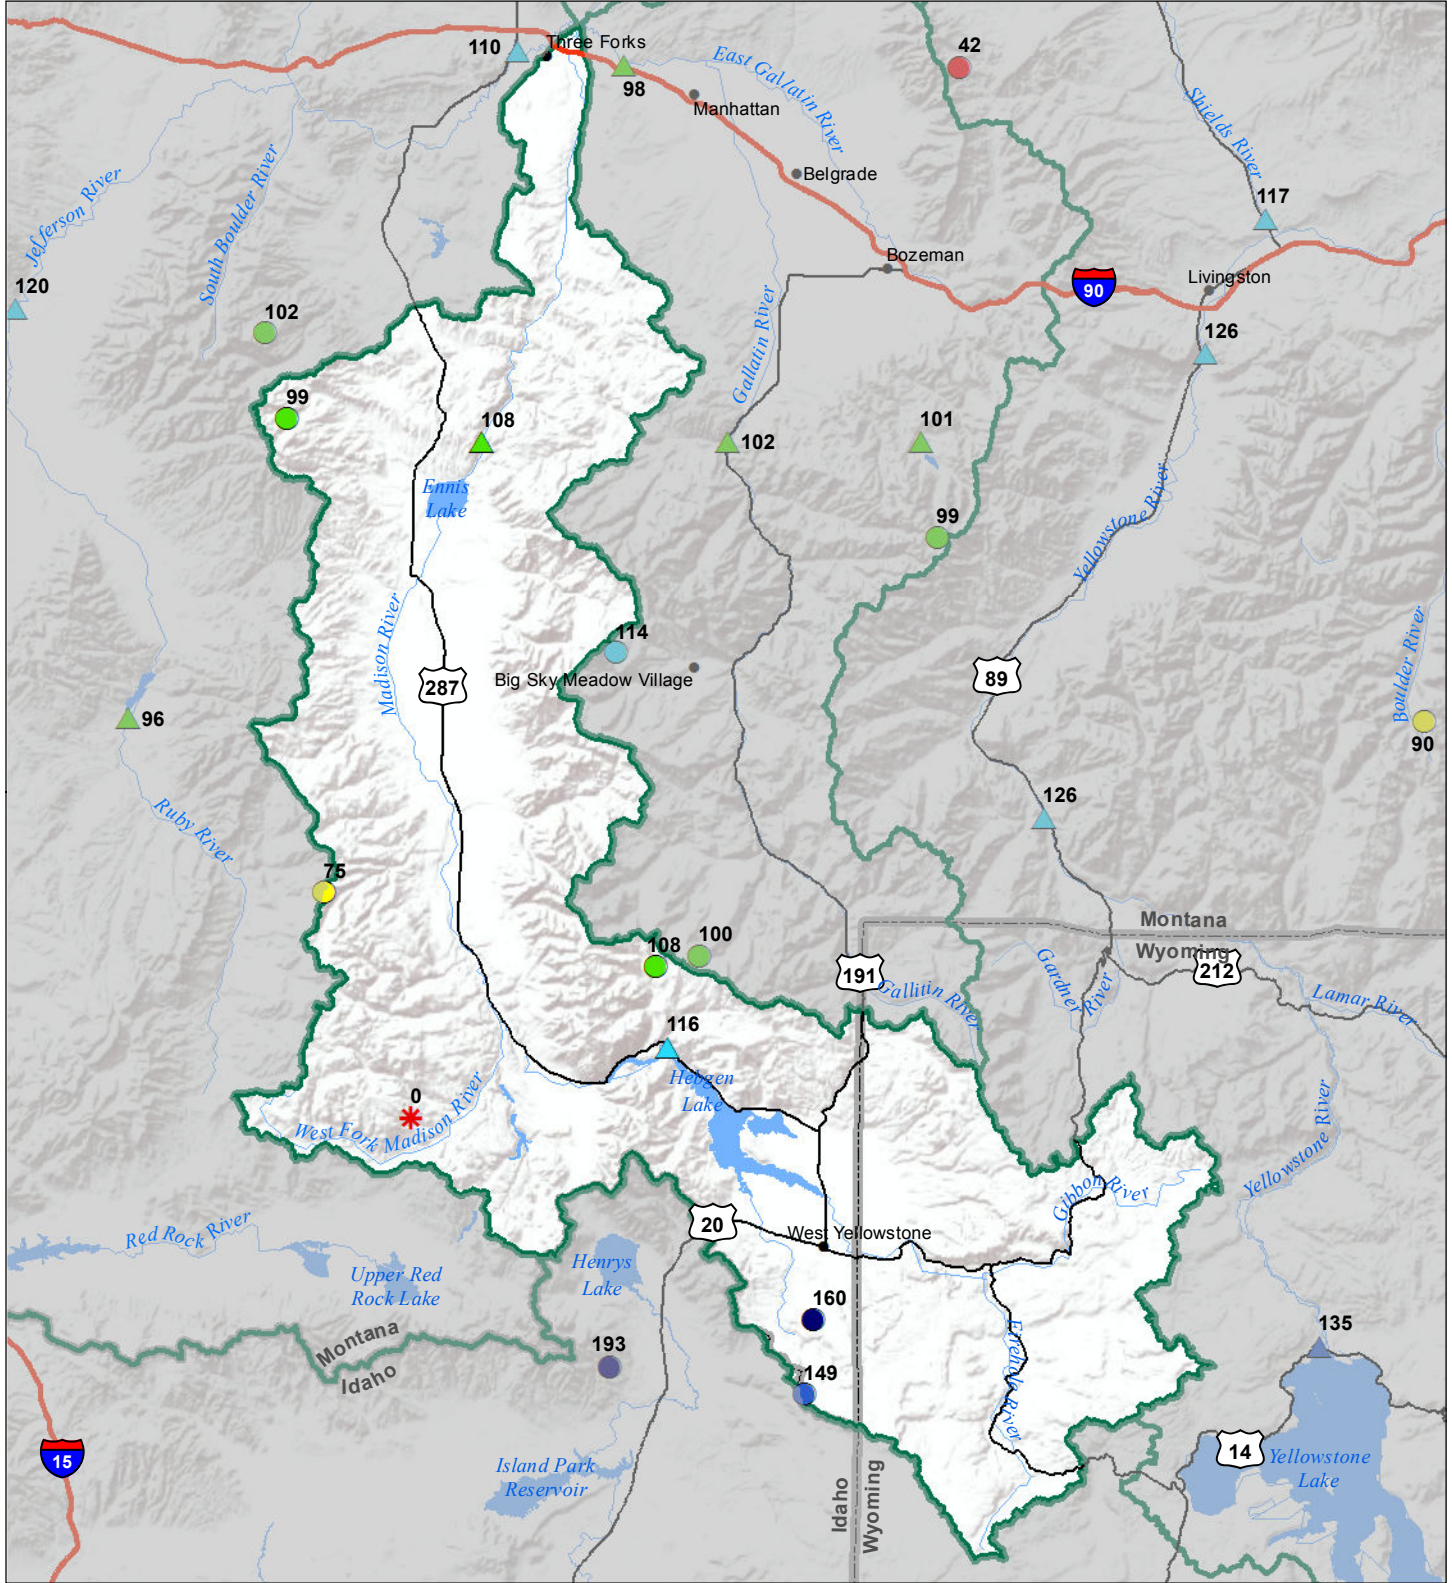 110
Three Forks
98
Manhattan
East Gallatin River
42
Shields River
Belgrade
117
Jefferson River
South Boulder River
120
102
Bozeman
90
Livingston
126
Gallatin River
99
108
102
101
Ennis
Lake
99
Yellowstone River
Madison River
114
Big Sky Meadow Village
287
89
Boulder River
90
96
126
Ruby River
75
108
100
191
Montana
Wyoming
212
Gallitin River
Gardner
River
Lamar River
116
Hebgen
Lake
0
West Fork Madison River
Gibbon River
Yellowstone River
Red Rock River
20
West Yellowstone
Henrys
Lake
Upper Red
Rock Lake
160
Firehole River
135
Montana
Idaho
193
149
15
14
Yellowstone
Lake
Island Park
Reservoir
Idaho
Wyoming